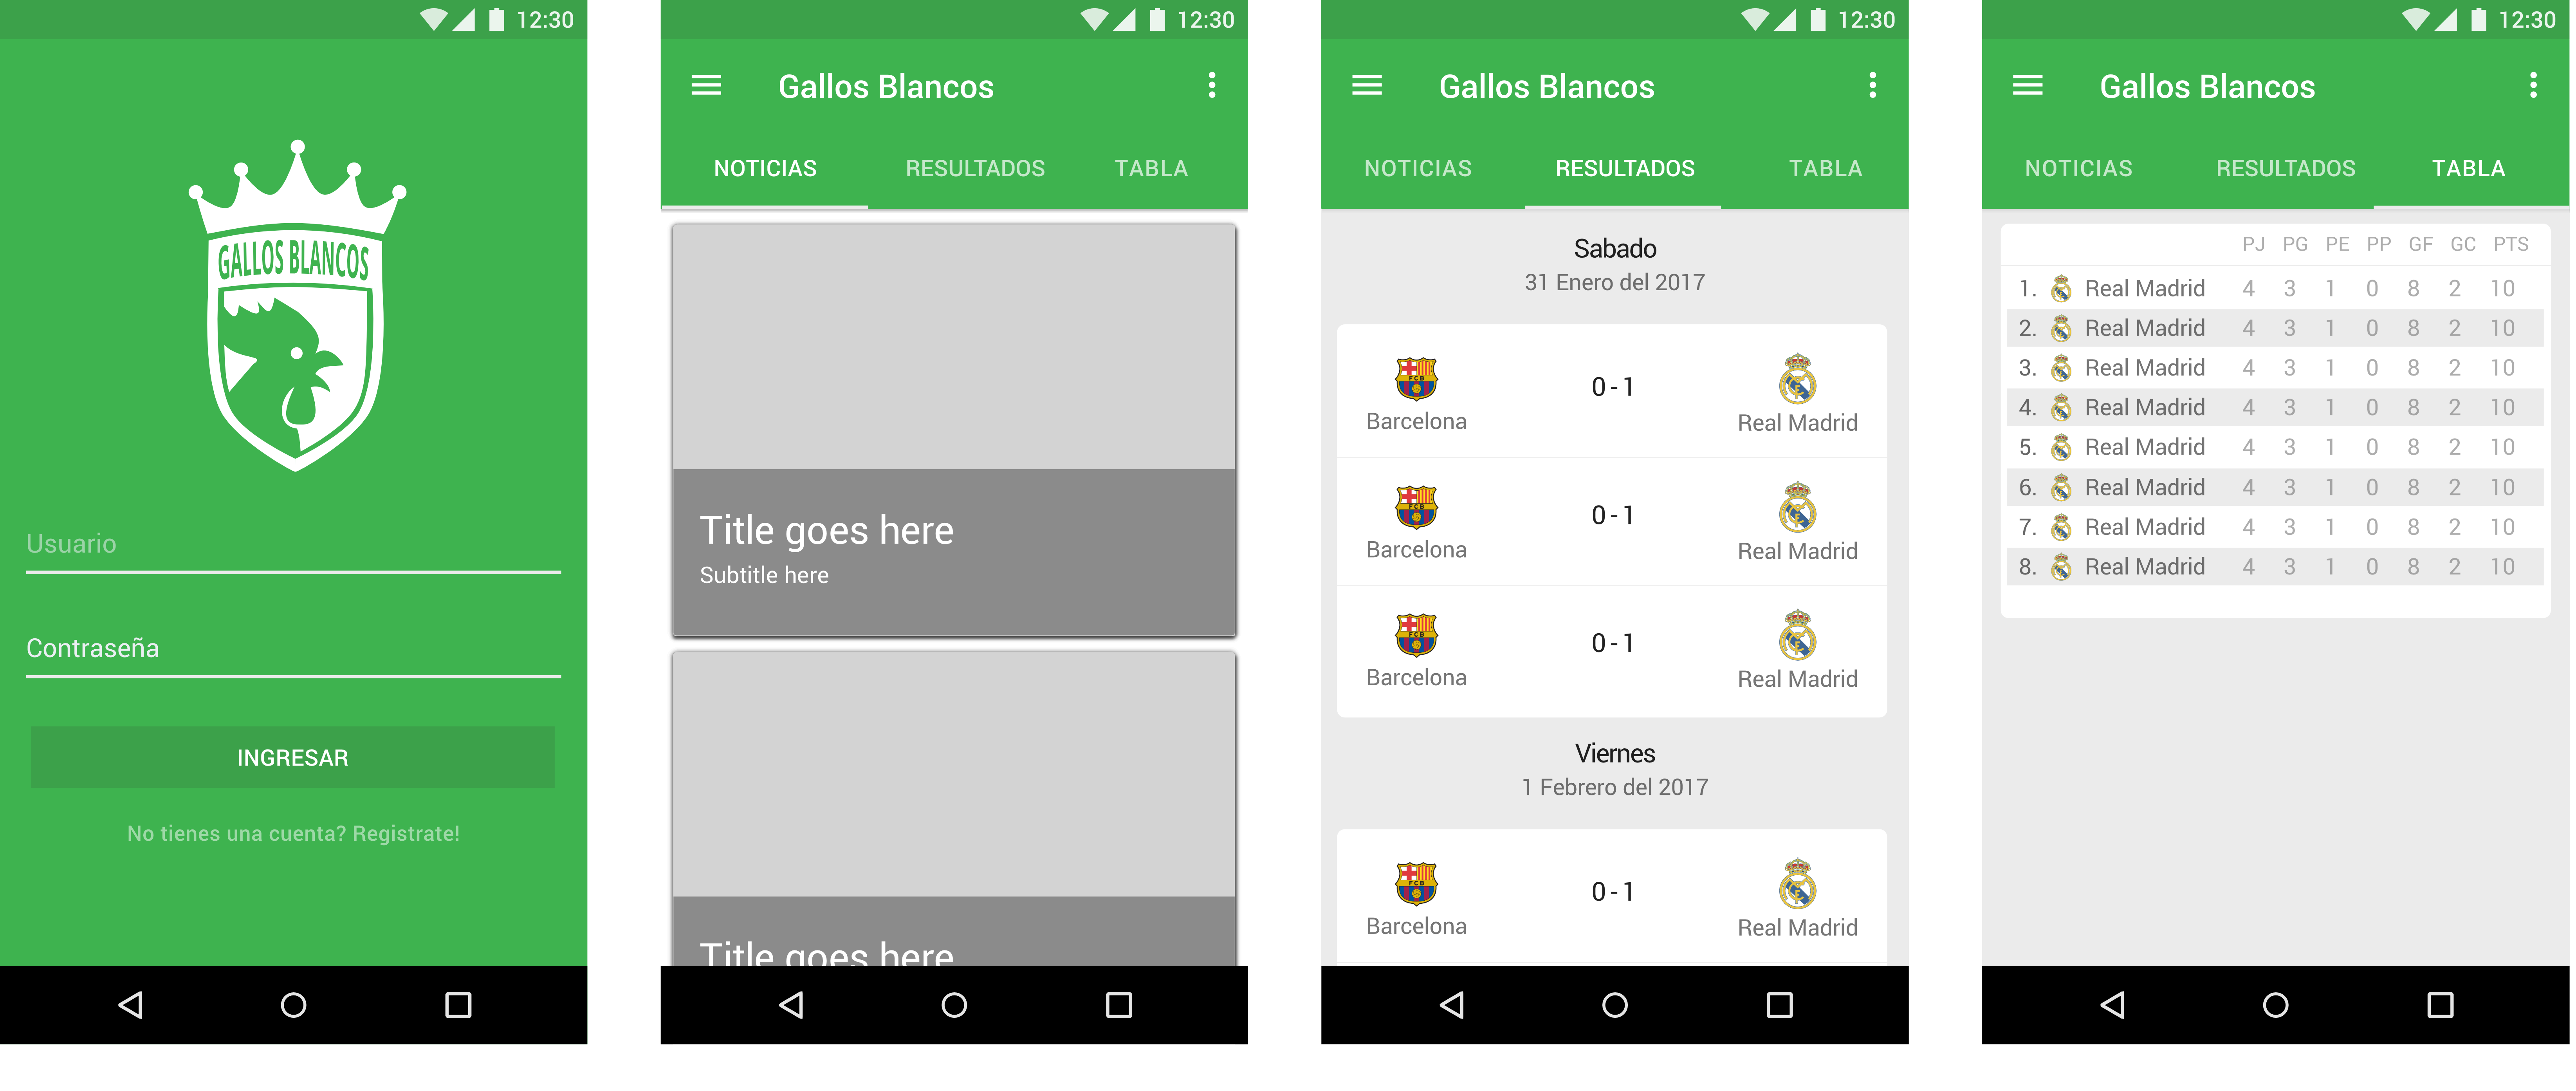 12:30
GALLOS BLANCOS
Usuario
Contraseña
INGRESAR
No tienes una cuenta? Registrate!
12:30
Gallos Blancos
NOTICIAS RESULTADOS TABLA
Title goes here
Subtitle here
Title goes here
12:30
Gallos Blancos
NOTICIAS RESULTADOS TABLA
Sabado
31 Enero del 2017
FCB
0 - 1
Barcelona Real Madrid
FCB
0 - 1
Barcelona Real Madrid
FCB
0 - 1
Barcelona Real Madrid
Viernes
1 Febrero del 2017
FCB
0 - 1
Barcelona Real Madrid
12:30
Gallos Blancos
NOTICIAS RESULTADOS TABLA
PJ PG PE PP GF GC PTS
1. Real Madrid 4 3 1 0 8 2 10
2. Real Madrid 4 3 1 0 8 2 10
3. Real Madrid 4 3 1 0 8 2 10
4. Real Madrid 4 3 1 0 8 2 10
5. Real Madrid 4 3 1 0 8 2 10
6. Real Madrid 4 3 1 0 8 2 10
7. Real Madrid 4 3 1 0 8 2 10
8. Real Madrid 4 3 1 0 8 2 10